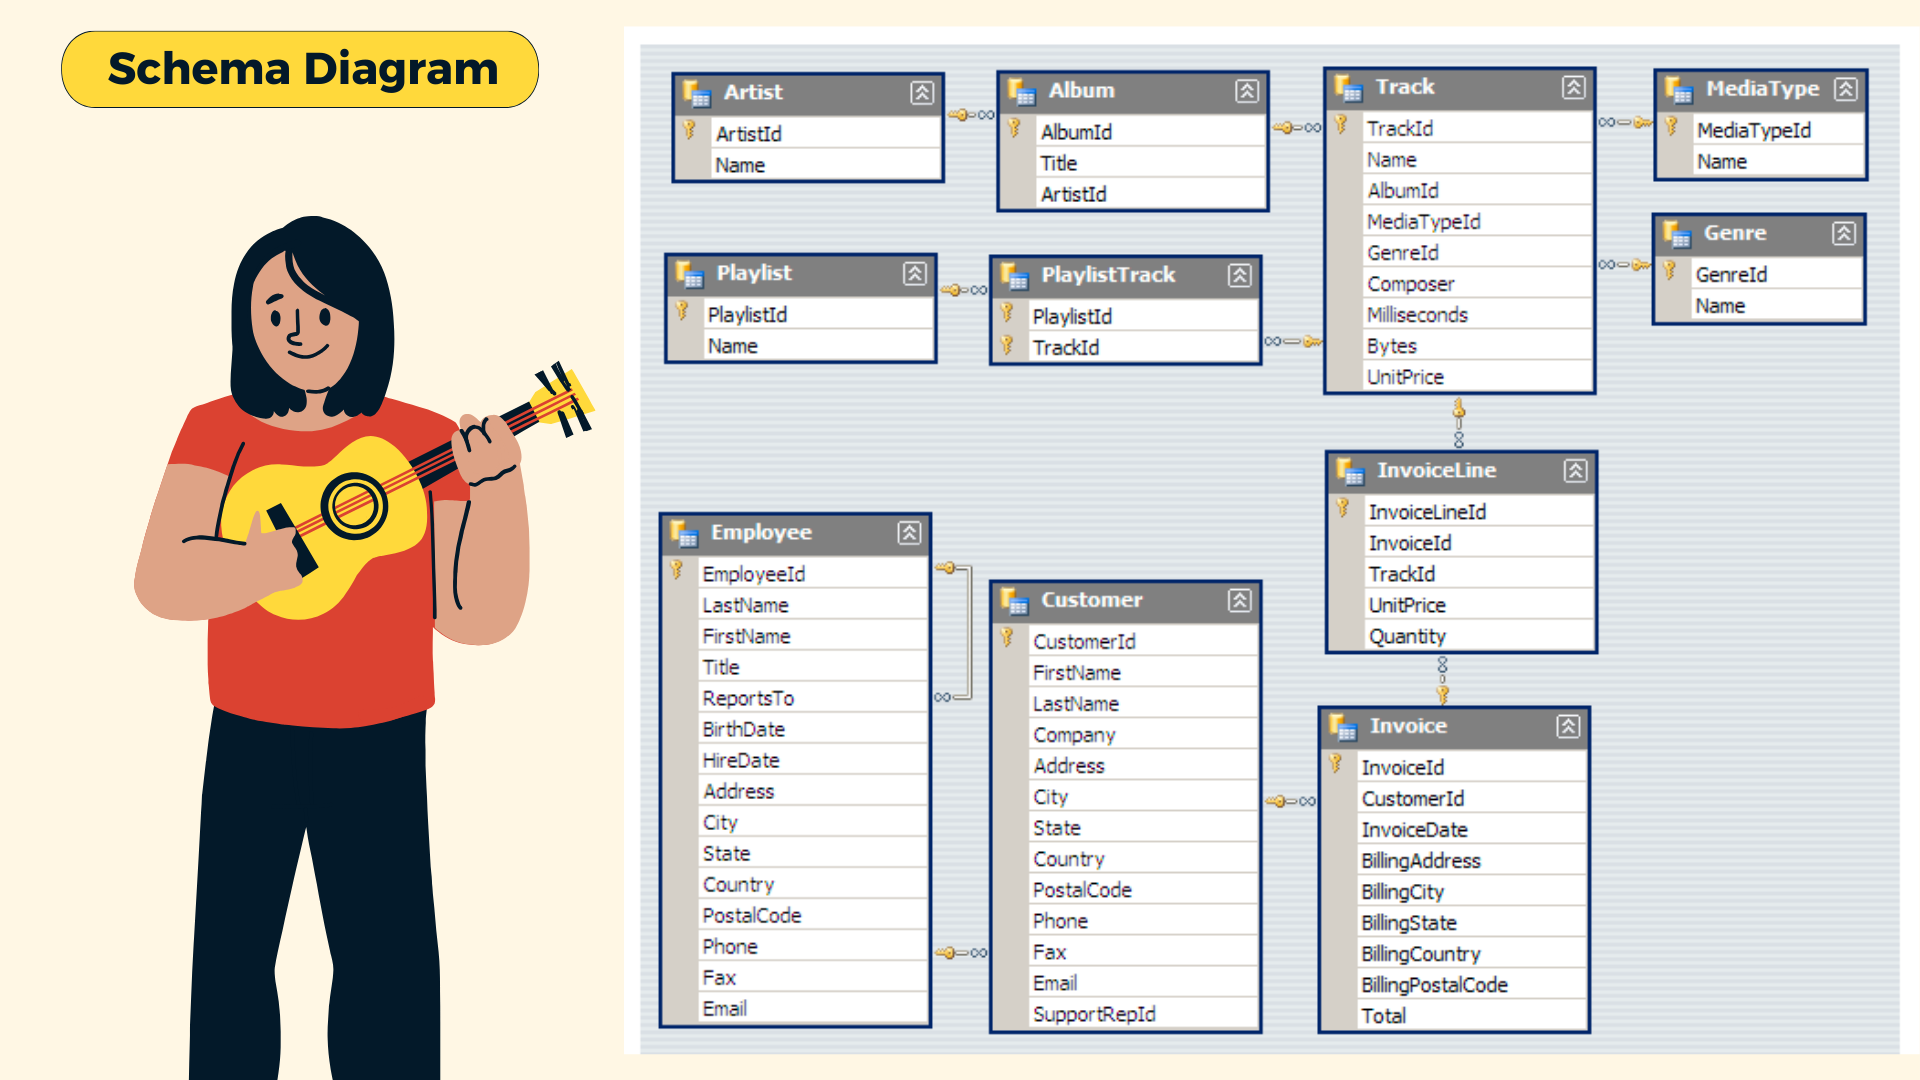 Schema Diagram
Artist
ArtistId
Name
Album
AlbumId
Title
ArtistId
Track
TrackId
Name
AlbumId
MediaTypeId
GenreId
Composer
Milliseconds
Bytes
UnitPrice
MediaType
MediaTypeId
Name
Genre
GenreId
Name
Playlist
PlaylistId
Name
PlaylistTrack
PlaylistId
TrackId
InvoiceLine
InvoiceLineId
InvoiceId
TrackId
UnitPrice
Quantity
Employee
EmployeeId
LastName
FirstName
Title
ReportsTo
BirthDate
HireDate
Address
City
State
Country
PostalCode
Phone
Fax
Email
Customer
CustomerId
FirstName
LastName
Company
Address
City
State
Country
PostalCode
Phone
Fax
Email
SupportRepId
Invoice
InvoiceId
CustomerId
InvoiceDate
BillingAddress
BillingCity
BillingState
BillingCountry
BillingPostalCode
Total